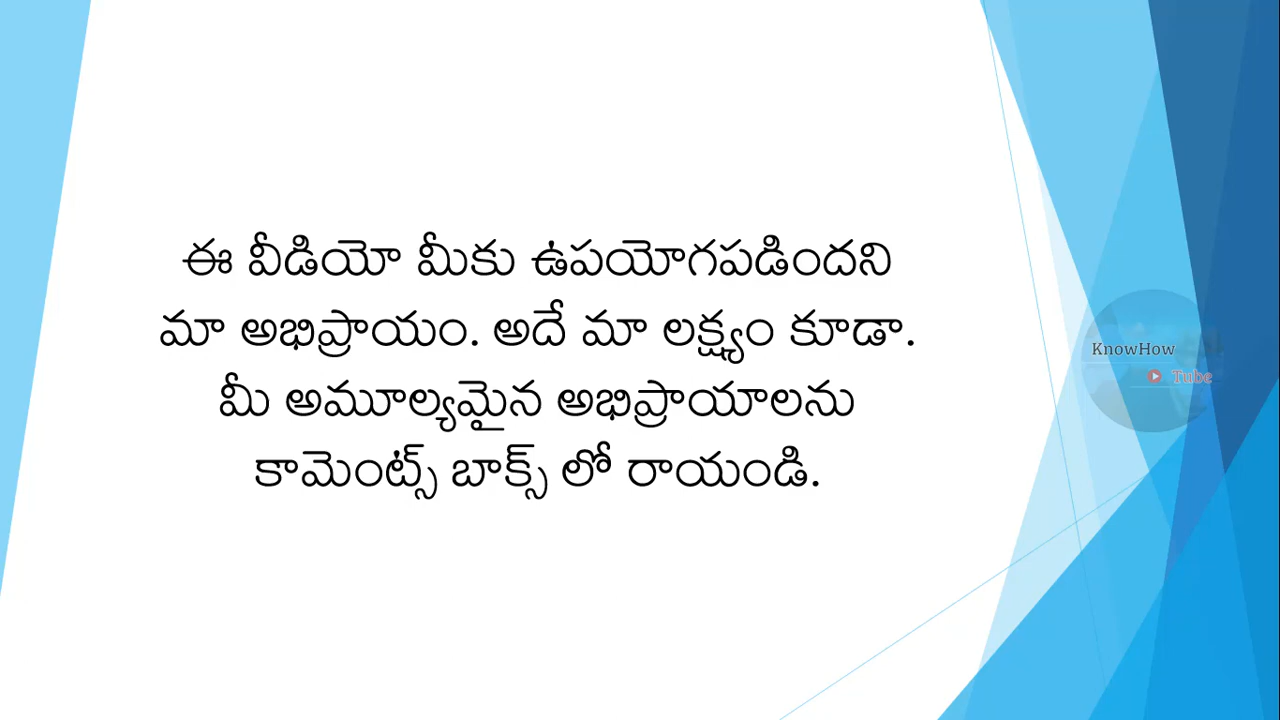 ఈ వీడియో మీకు ఉపయోగపడిందని
మా అభిప్రాయం. అదే మా లక్ష్యం కూడా.
మీ అమూల్యమైన అభిప్రాయాలను
కామెంట్స్ బాక్స్ లో రాయండి.
KnowHow
Tube